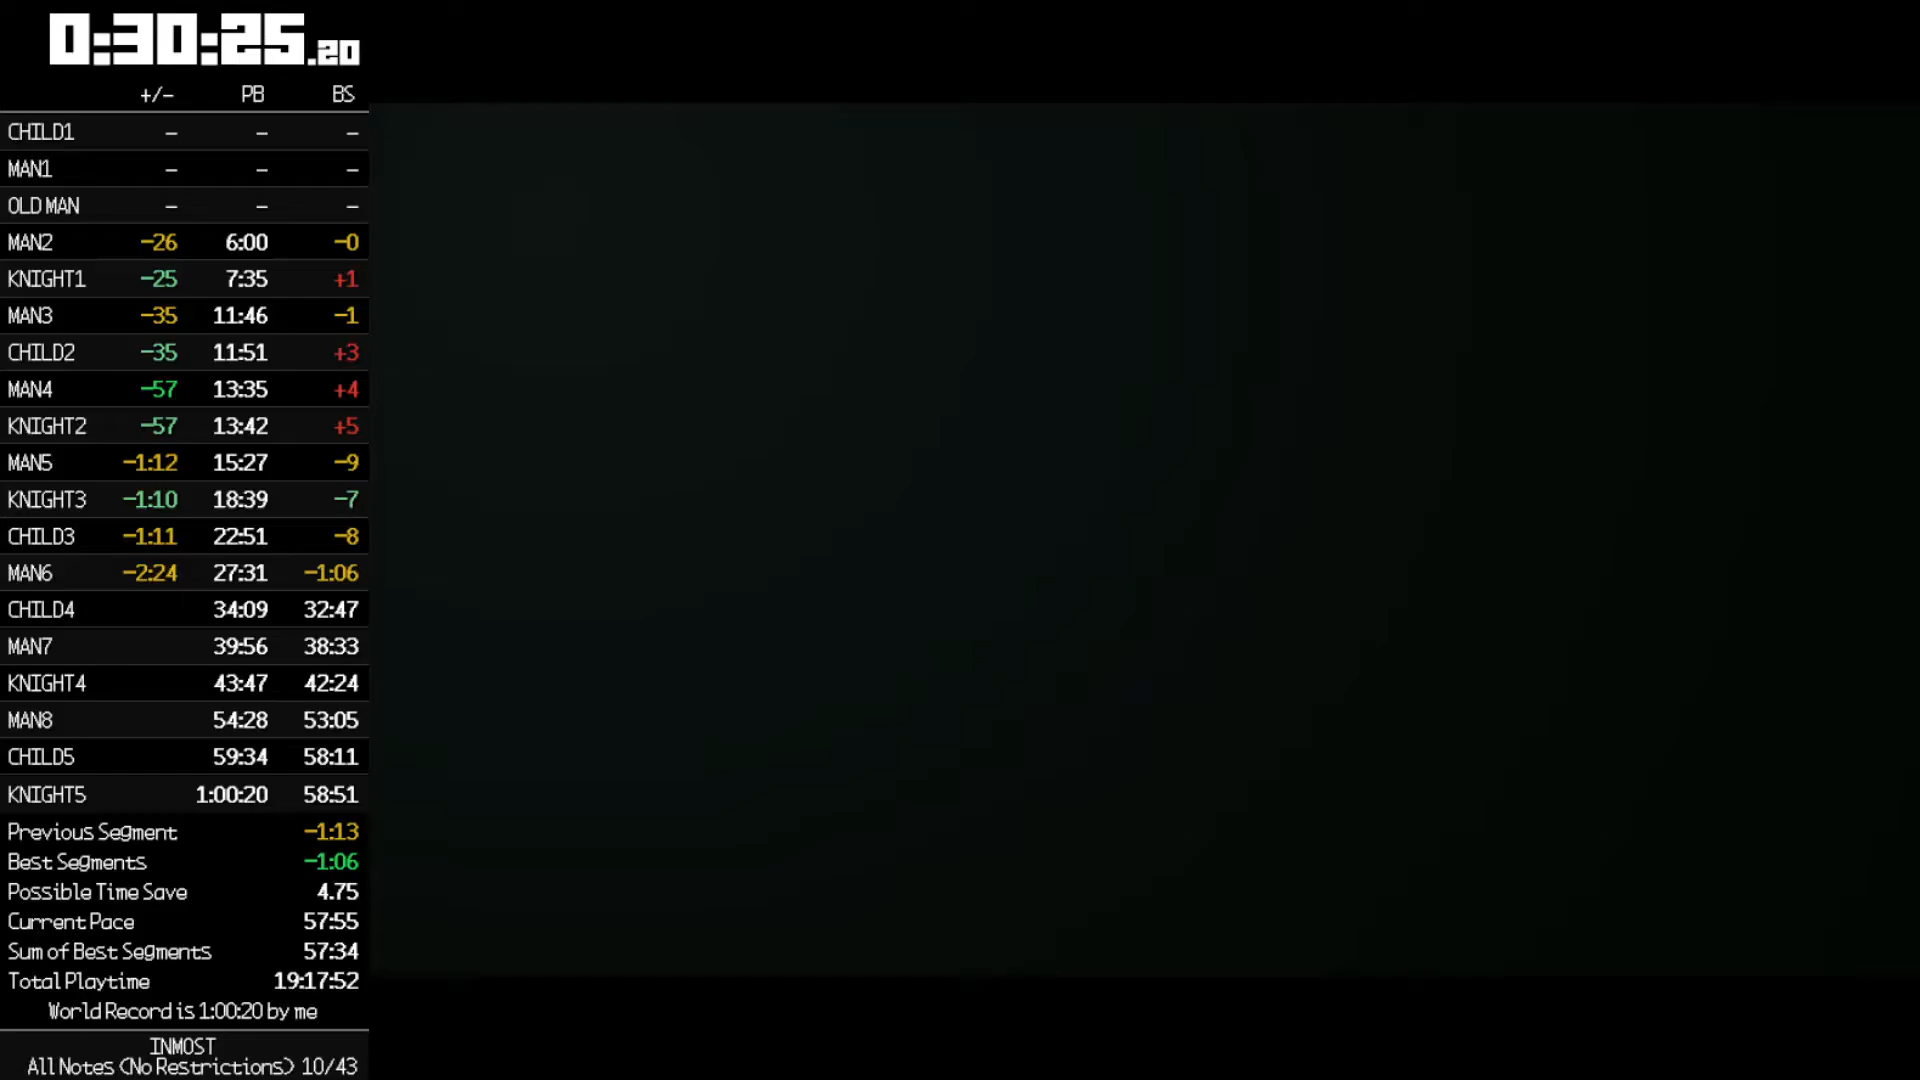 0:30:25.20
+/- PB BS
CHILD1 – – –
MAN1 – – –
OLD MAN – – –
MAN2 −26 6:00 −0
KNIGHT1 −25 7:35 +1
MAN3 −35 11:46 −1
CHILD2 −35 11:51 +3
MAN4 −57 13:35 +4
KNIGHT2 −57 13:42 +5
MAN5 −1:12 15:27 −9
KNIGHT3 −1:10 18:39 −7
CHILD3 −1:11 22:51 −8
MAN6 −2:24 27:31 −1:06
CHILD4 34:09 32:47
MAN7 39:56 38:33
KNIGHT4 43:47 42:24
MAN8 54:28 53:05
CHILD5 59:34 58:11
KNIGHT5 1:00:20 58:51
Previous Segment −1:13
Best Segments −1:06
Possible Time Save 4.75
Current Pace 57:55
Sum of Best Segments 57:34
Total Playtime 19:17:52
World Record is 1:00:20 by me
INMOST
All Notes (No Restrictions) 10/43